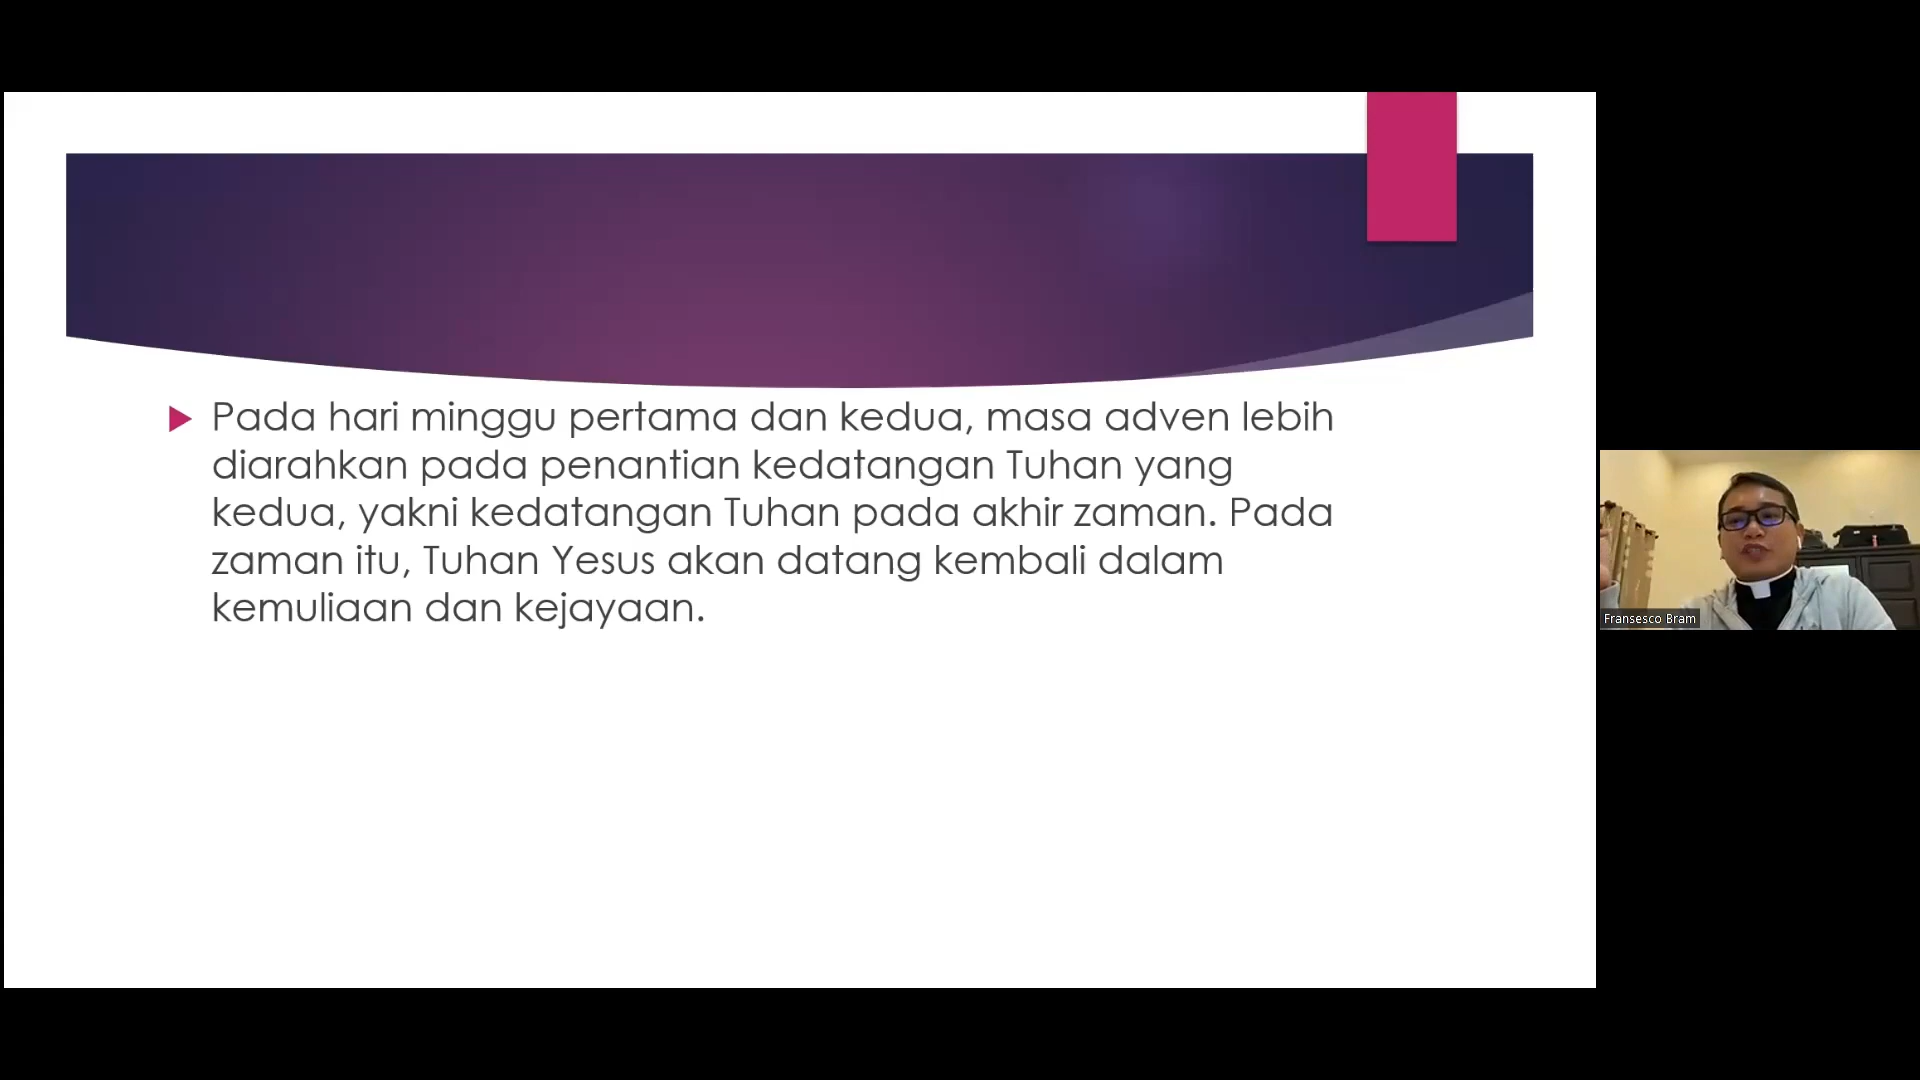 Pada hari minggu pertama dan kedua, masa adven lebih
diarahkan pada penantian kedatangan Tuhan yang
kedua, yakni kedatangan Tuhan pada akhir zaman. Pada
zaman itu, Tuhan Yesus akan datang kembali dalam
kemuliaan dan kejayaan.
Fransesco Bram